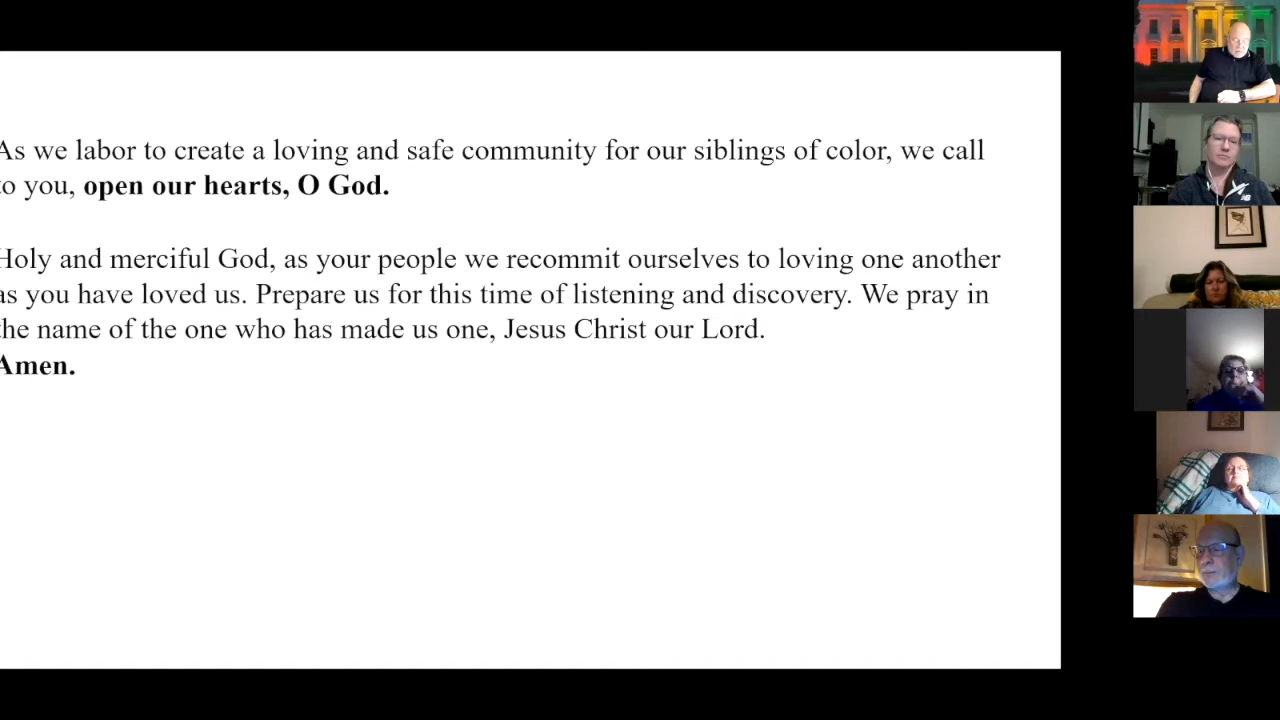 As we labor to create a loving and safe community for our siblings of color, we call
to you, open our hearts, O God.
Holy and merciful God, as your people we recommit ourselves to loving one another
as you have loved us. Prepare us for this time of listening and discovery. We pray in
the name of the one who has made us one, Jesus Christ our Lord.
Amen.